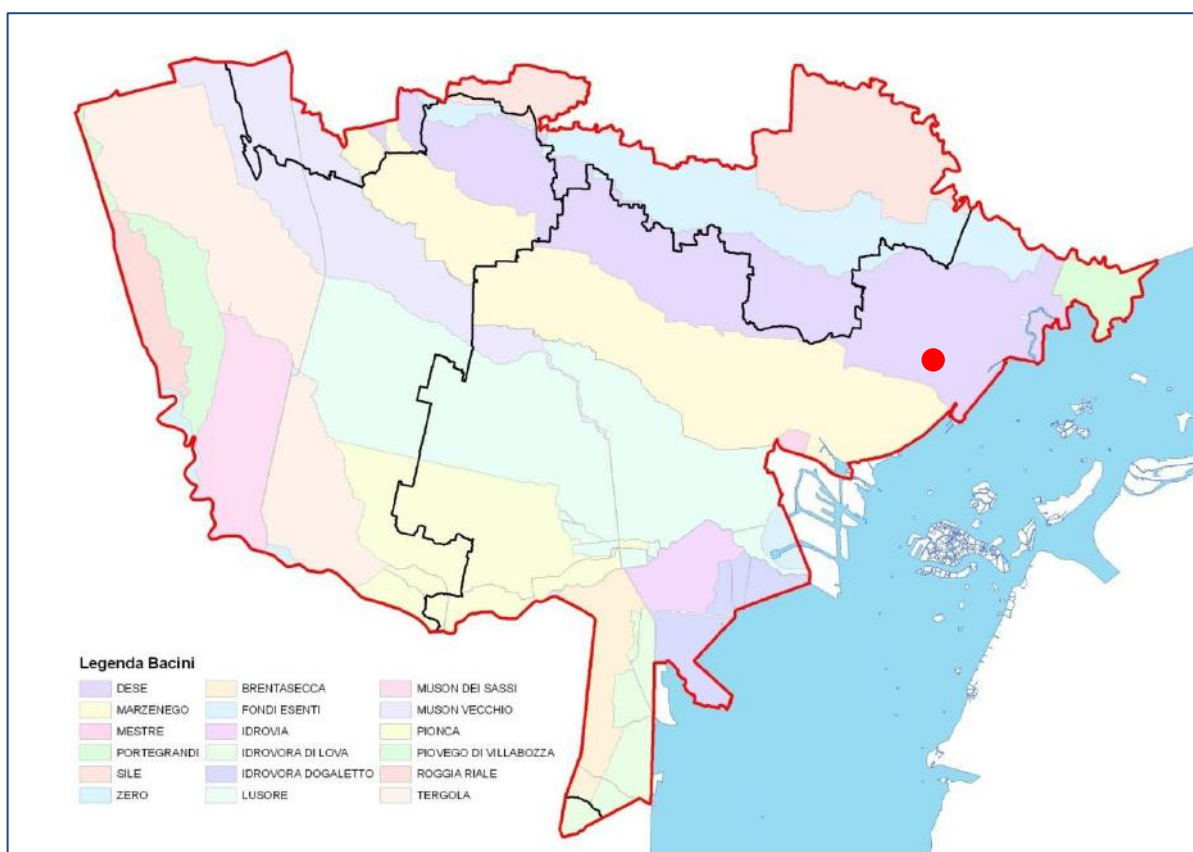 Legenda Bacini
DESE BRENTASECCA MUSON DEI SASSI
MARZENEGO FONDI ESENTI MUSON VECCHIO
MESTRE IDROVIA PIONCA
PORTEGRANDI IDROVORA DI LOVA PIOVEGO DI VILLABOZZA
SILE IDROVORA DOGALETTO ROGGIA RIALE
ZERO LUSORE TERGOLA